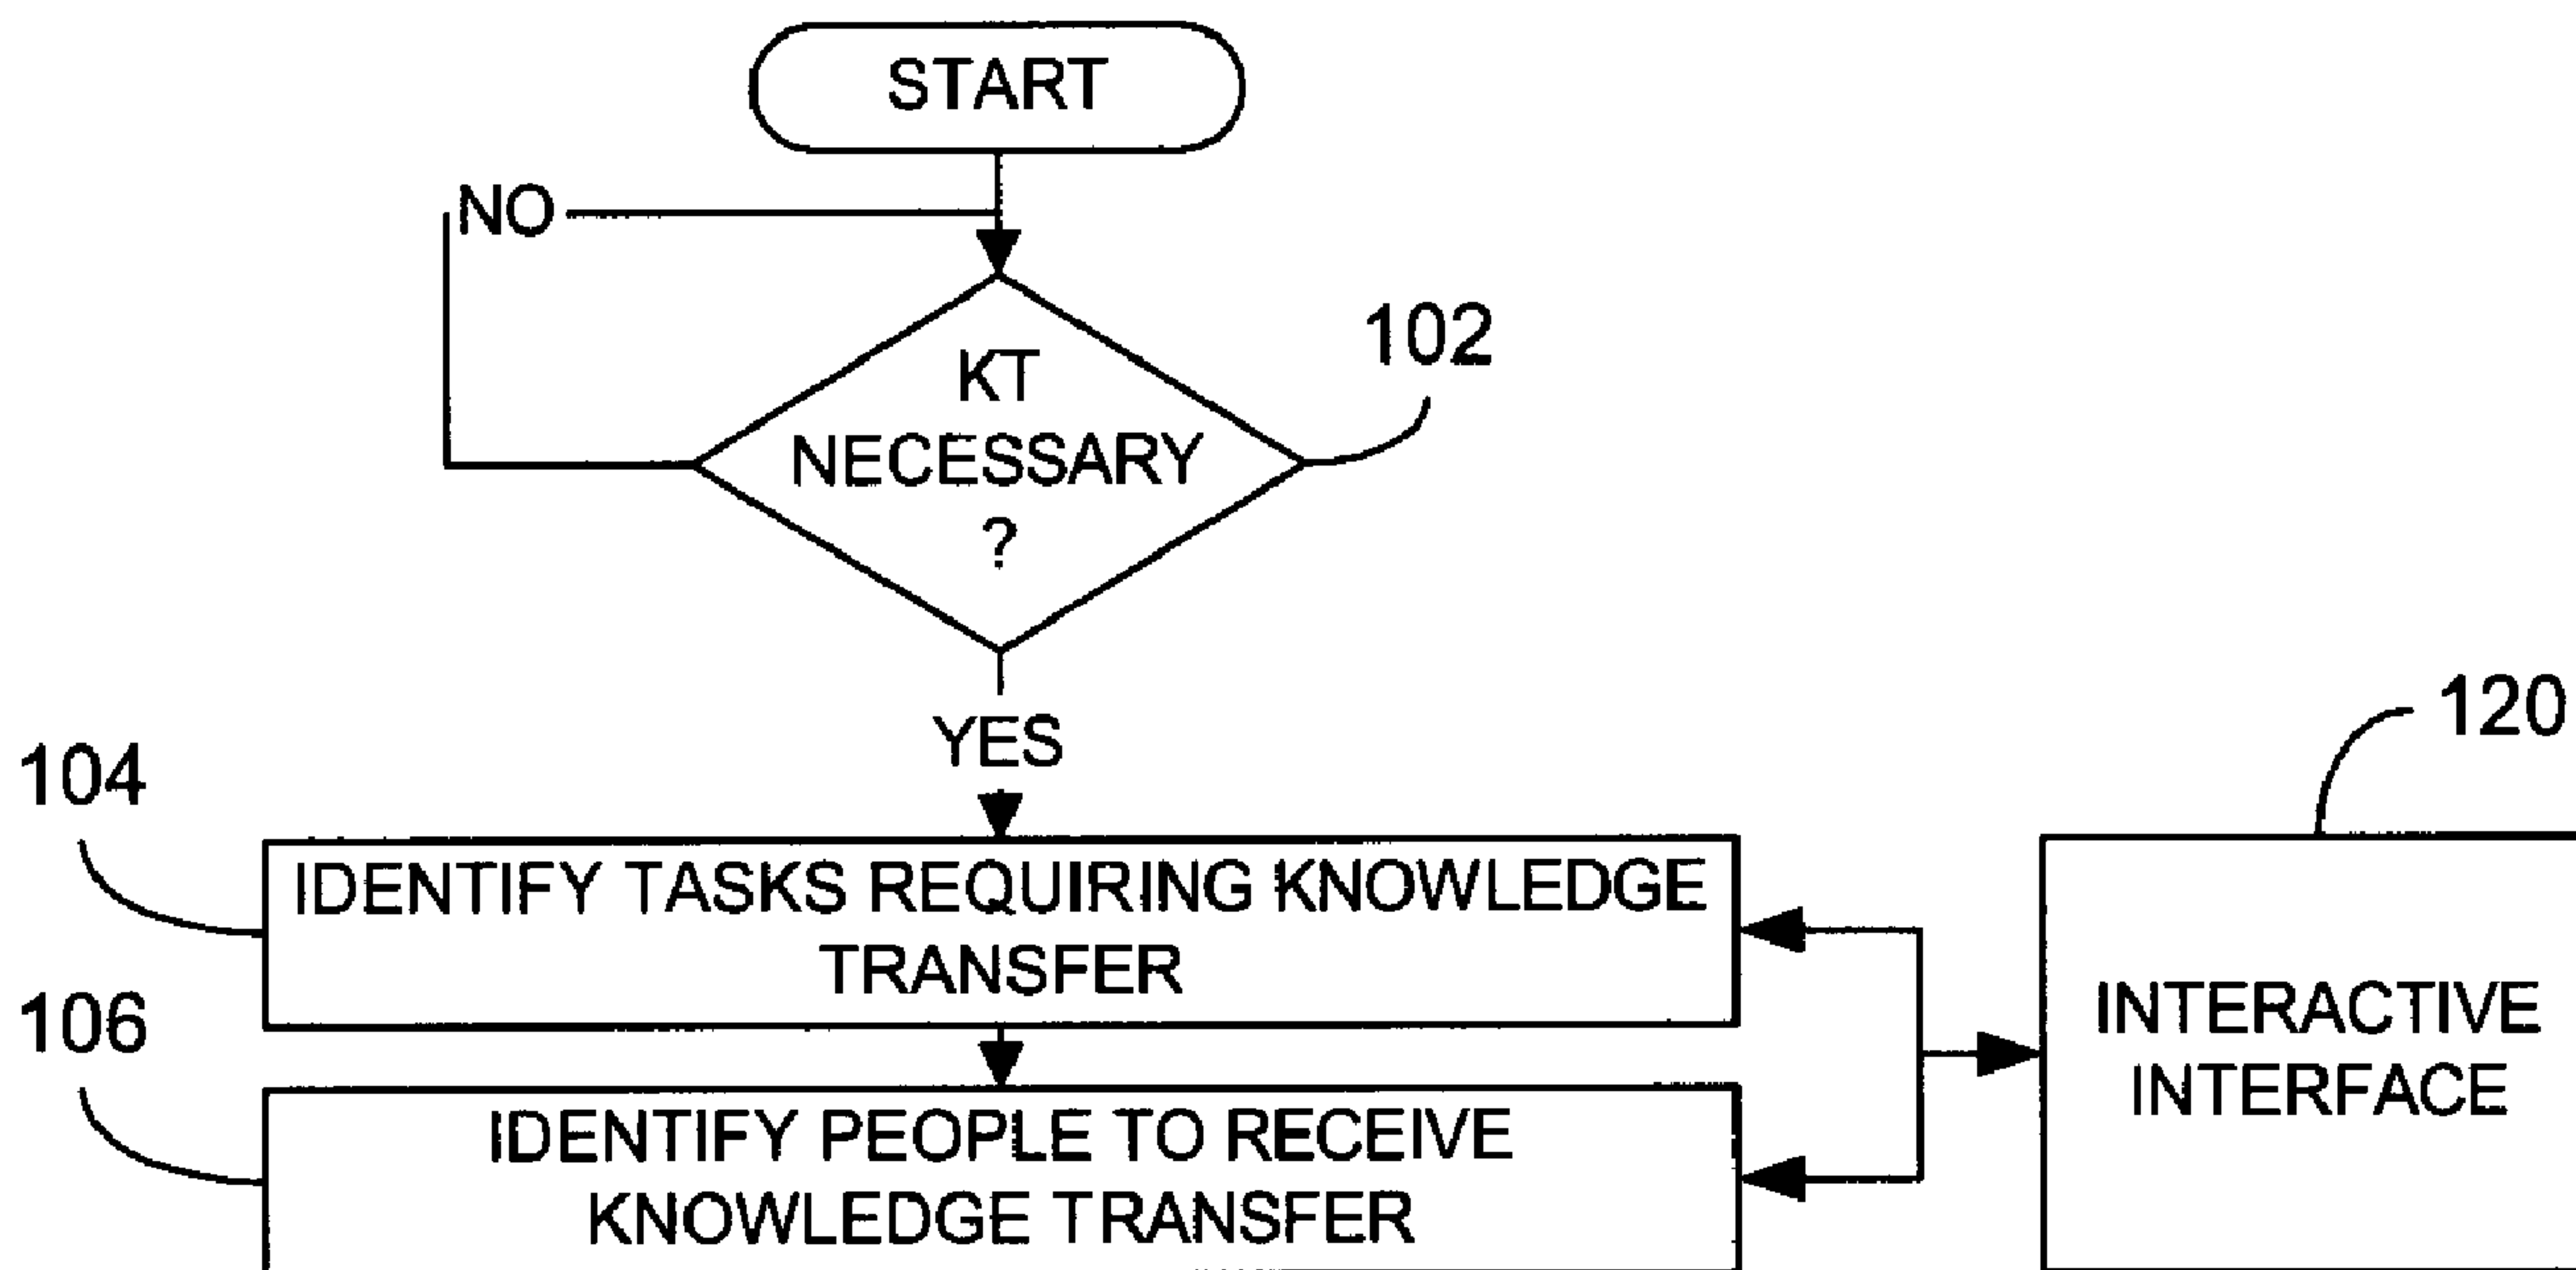 START
NO
KT
NECESSARY
?
102
YES
120
104
IDENTIFY TASKS REQUIRING KNOWLEDGE
TRANSFER
106
IDENTIFY PEOPLE TO RECEIVE
KNOWLEDGE TRANSFER
INTERACTIVE
INTERFACE